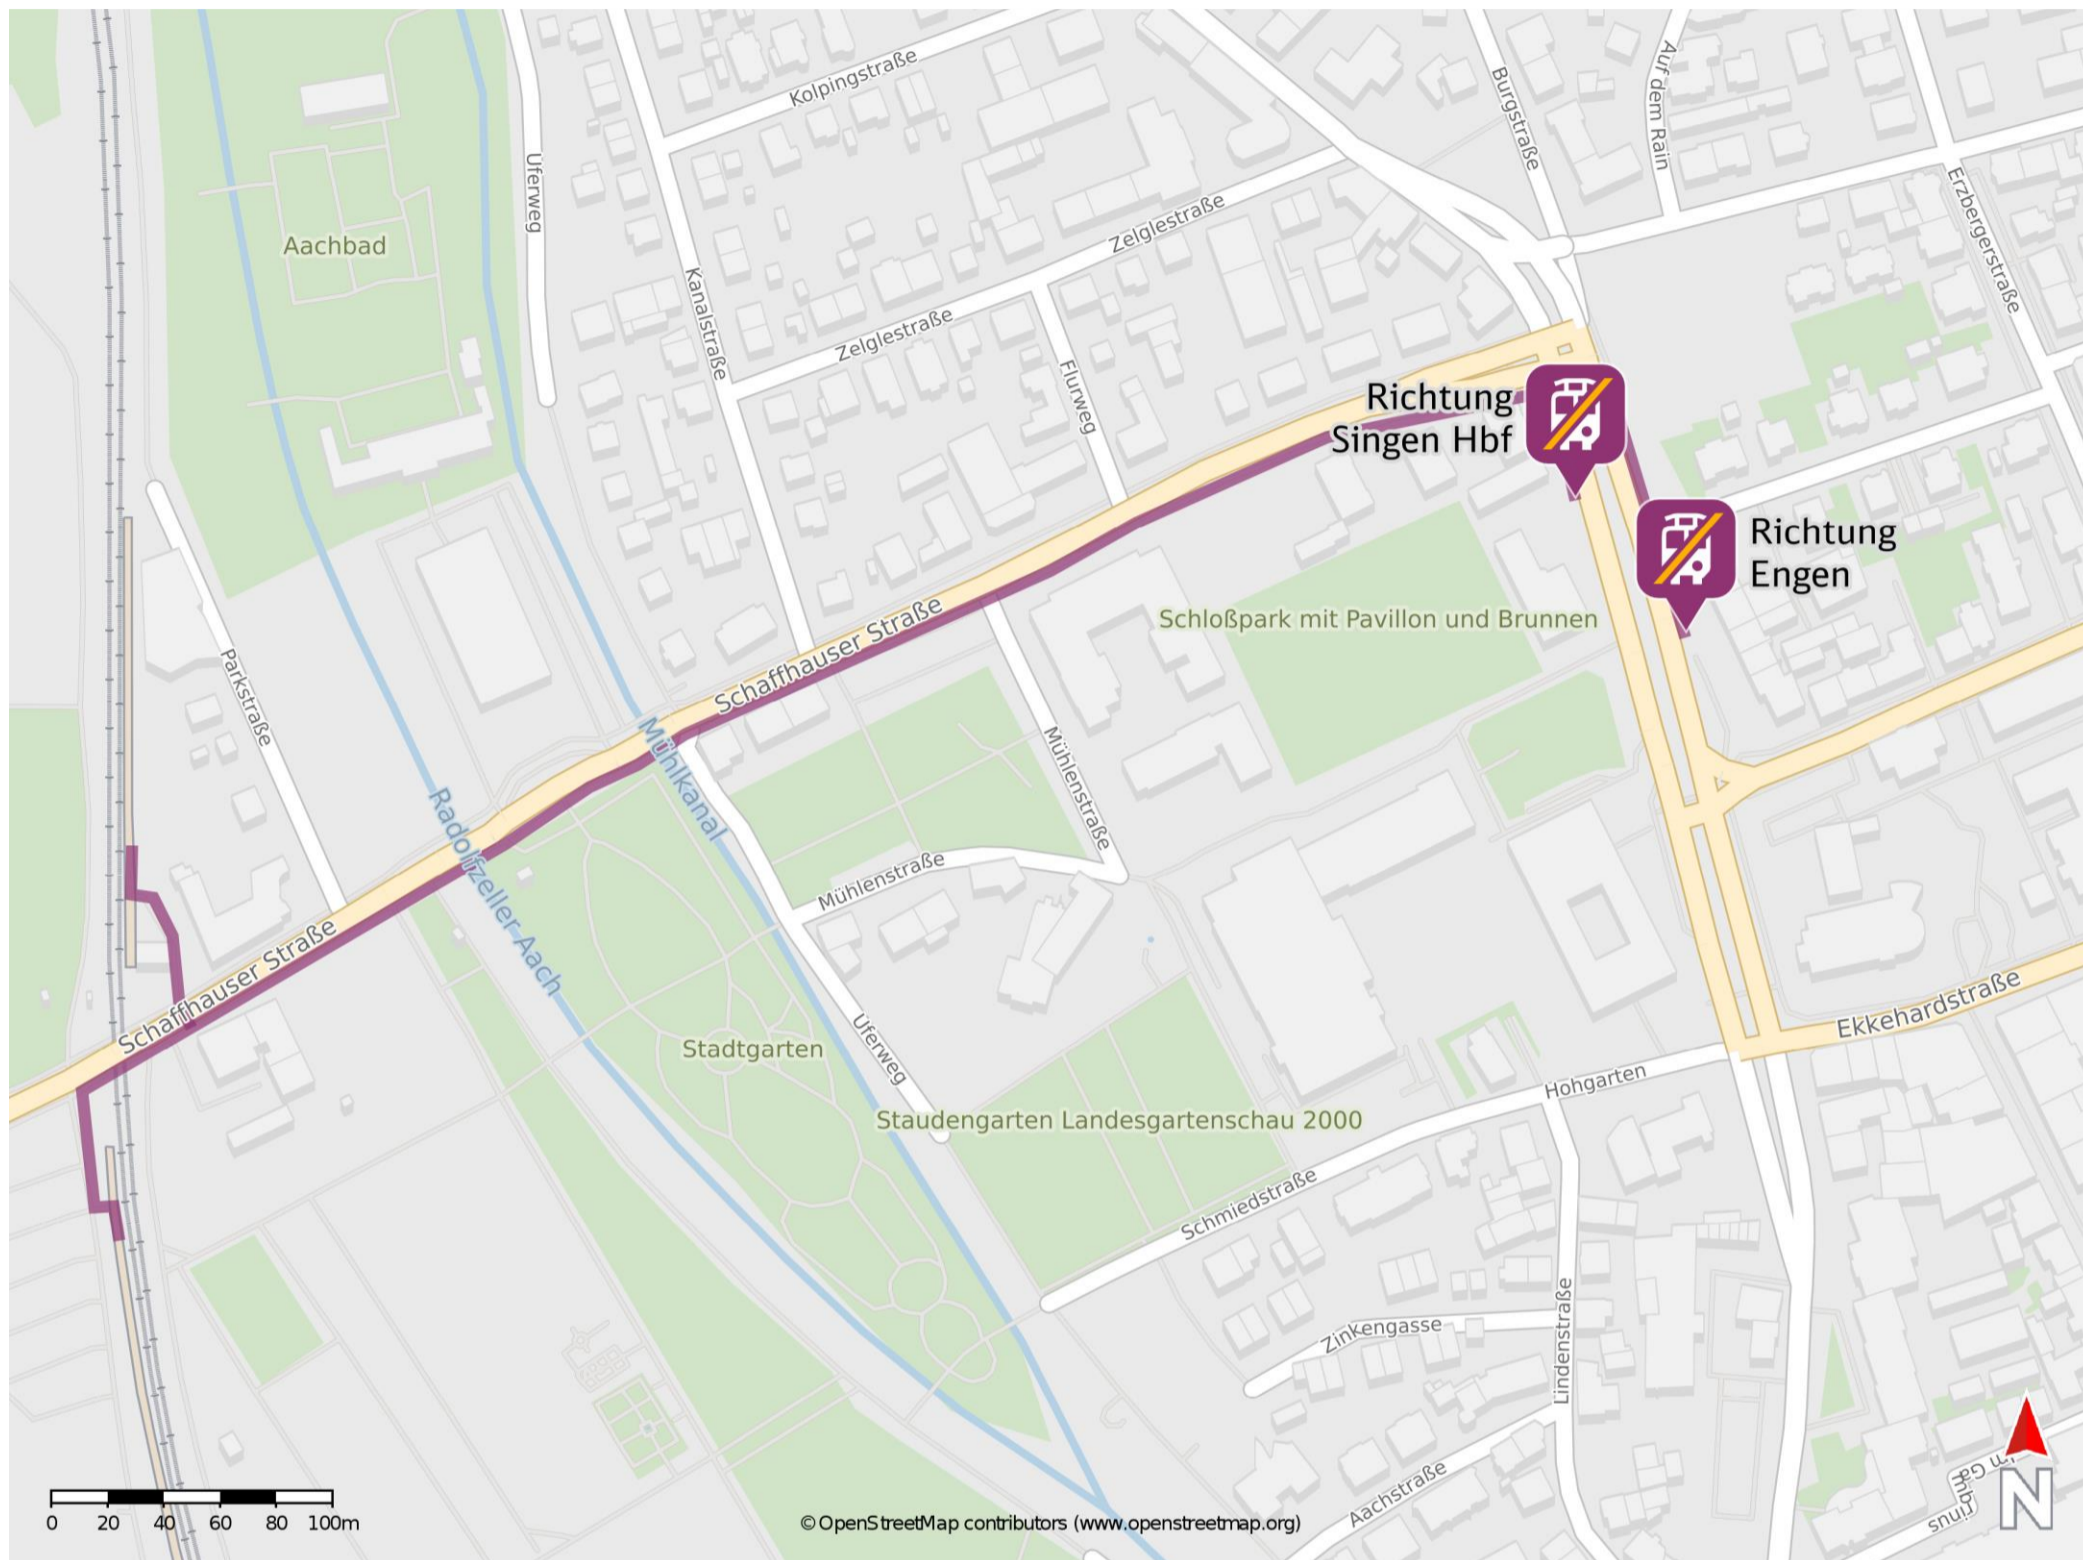 Kolpingstraße
Burgstraße
Auf dem Rain
Uferweg
Erzbergerstraße
Zelglestraße
Aachbad
Kanalstraße
Zelglestraße
Flurweg
Richtung
Singen Hbf
Richtung
Engen
Schaffhauser Straße
Schloßpark mit Pavillon und Brunnen
Parkstraße
Mühlkanal
Mühlenstraße
Radolfzeller Aach
Mühlenstraße
Schaffhauser Straße
Ekkehardstraße
Stadtgarten
Uferweg
Hohgarten
Staudengarten Landesgartenschau 2000
Schmiedstraße
Zinkengasse
Lindenstraße
Aachstraße
N
0 20 40 60 80 100m
© OpenStreetMap contributors (www.openstreetmap.org)